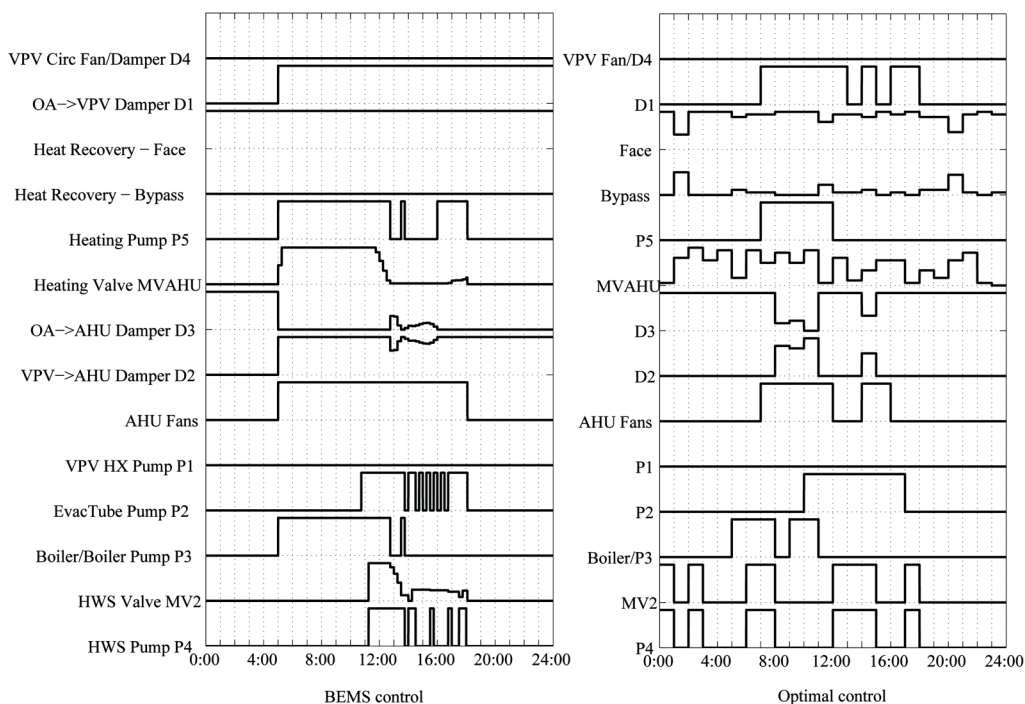 VPV Circ Fan/Damper D4
OA−>VPV Damper D1
Heat Recovery − Face
Heat Recovery − Bypass
Heating Pump P5
Heating Valve MVAHU
OA−>AHU Damper D3
VPV−>AHU Damper D2
AHU Fans
VPV HX Pump P1
EvacTube Pump P2
Boiler/Boiler Pump P3
HWS Valve MV2
HWS Pump P4
0:00 4:00 8:00 12:00 16:00 20:00 24:00
BEMS control
VPV Fan/D4
D1
Face
Bypass
P5
MVAHU
D3
D2
AHU Fans
P1
P2
Boiler/P3
MV2
P4
0:00 4:00 8:00 12:00 16:00 20:00 24:00
Optimal control